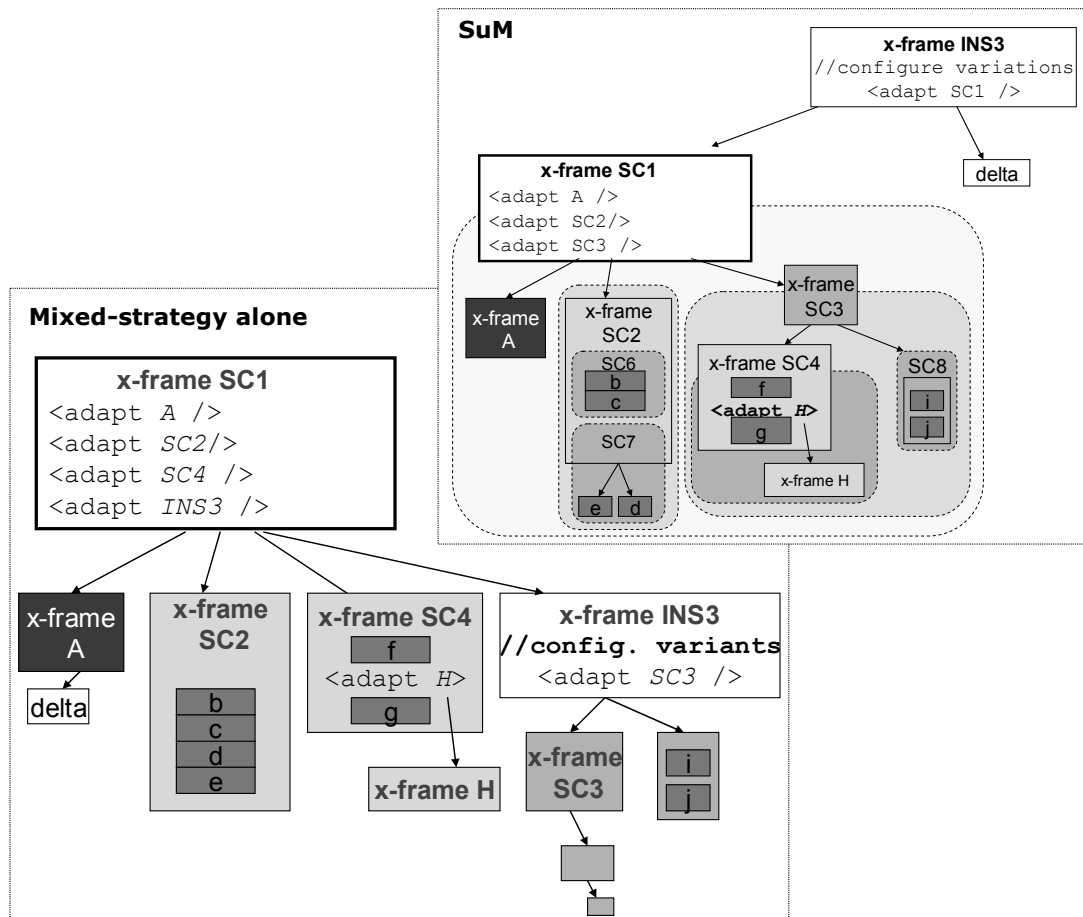 SuM
x-frame INS3
//configure variations
<adapt SC1 />
delta
x-frame SC1
<adapt A />
<adapt SC2/>
<adapt SC3 />
x-frame
A
x-frame
SC2
SC6
b
c
SC7
e
d
x-frame
SC3
x-frame SC4
f
<adapt H>
g
x-frame H
SC8
i
j
Mixed-strategy alone
x-frame SC1
<adapt A />
<adapt SC2/>
<adapt SC4 />
<adapt INS3 />
x-frame
A
delta
x-frame
SC2
b
c
d
e
x-frame SC4
f
<adapt H>
g
x-frame H
x-frame INS3
//config. variants
<adapt SC3 />
x-frame
SC3
i
j